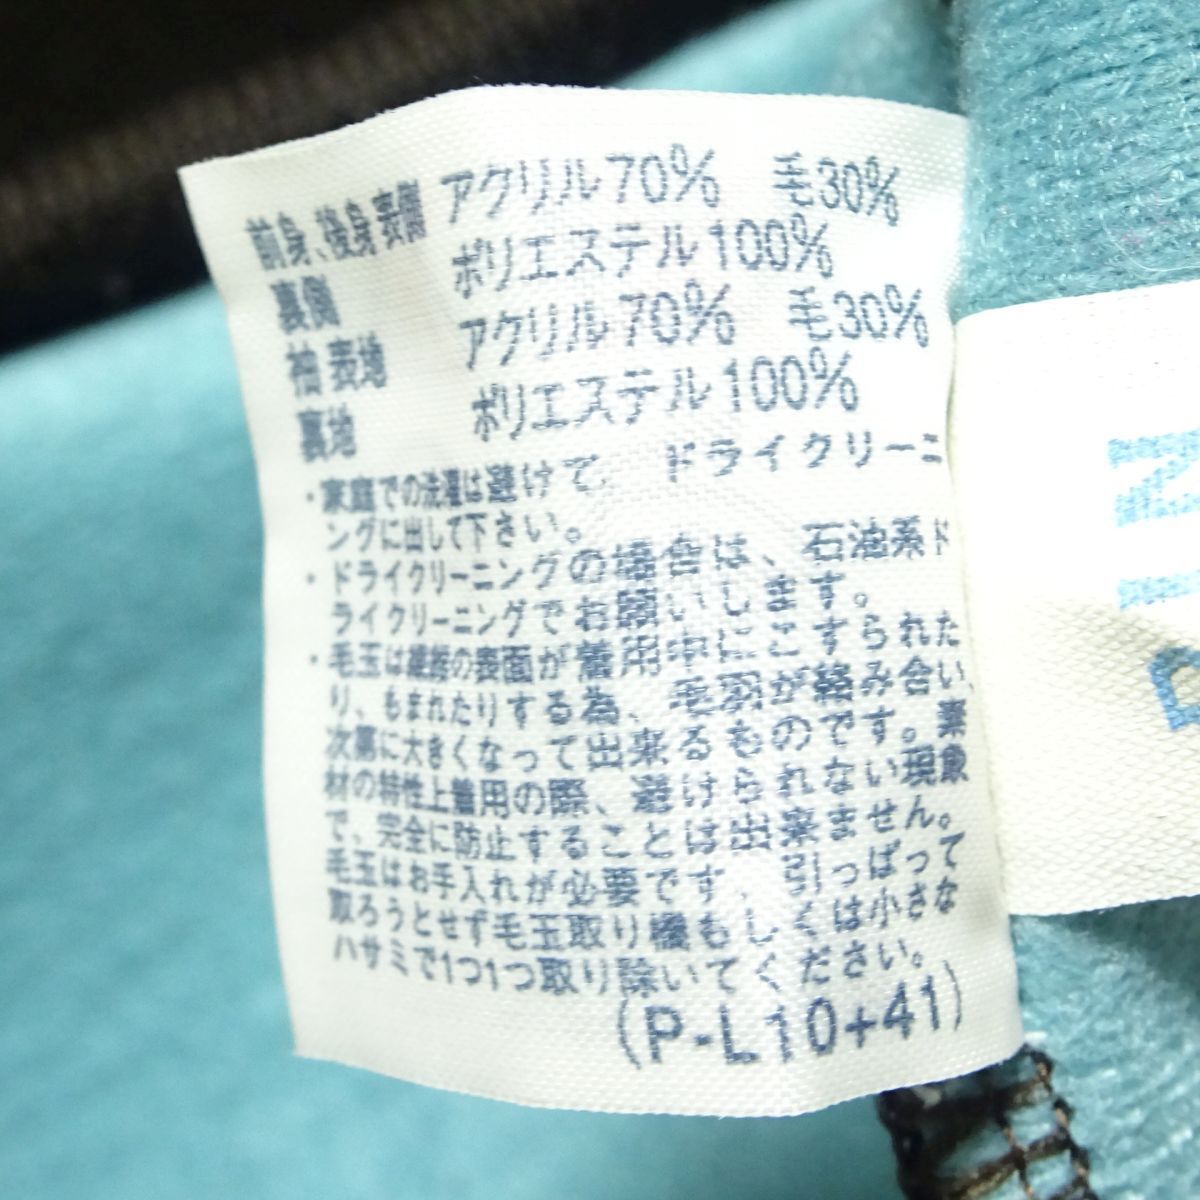 前身、後身表側 アクリル70% 毛30%
裏側 ポリエステル100%
袖 表地 アクリル70% 毛30%
裏地 ポリエステル100%
・家庭での洗濯は避けて、ドライクリーニ
ングに出して下さい。
・ドライクリーニングの場合は、石油系ド
ライクリーニングでお願いします。
・毛玉は繊維の表面が着用中にこすられた
り、もまれたりする為、毛羽が絡み合い、
次第に大きくなって出来るものです。素
材の特性上着用の際、避けられない現象
で、完全に防止することは出来ません。
毛玉はお手入れが必要です、引っぱって
取ろうとせず毛玉取り機もしくは小さな
ハサミで1つ1つ取り除いてください。
(P-L10+41)